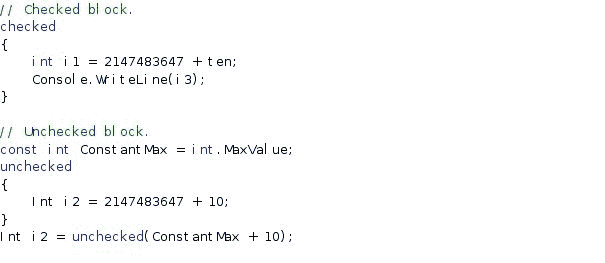 // Checked block.
checked
{
int i1 = 2147483647 + ten;
Console.WriteLine(i3);
}
// Unchecked block.
const int ConstantMax = int.MaxValue;
unchecked
{
Int i2 = 2147483647 + 10;
}
Int i2 = unchecked(ConstantMax + 10);